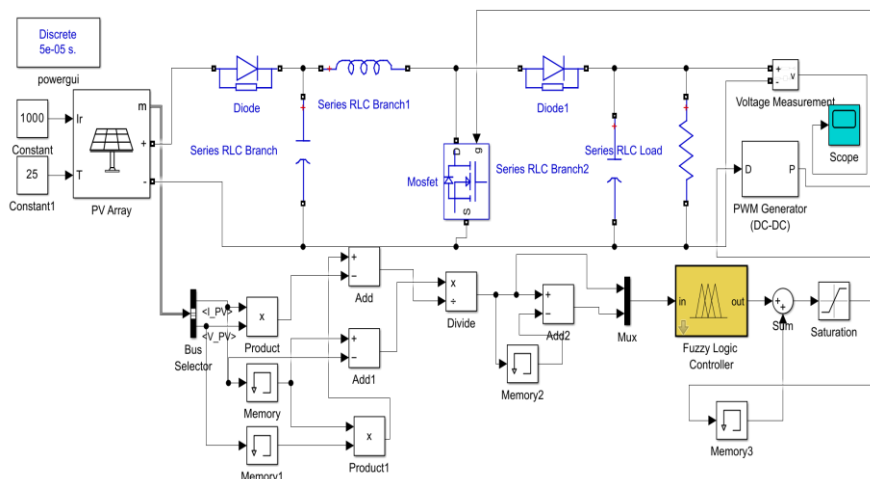 Discrete
5e-05 s.
powergui
1000
Constant
25
Constant1
Ir
T
m
+
-
PV Array
Diode
+
Series RLC Branch1
Series RLC Branch
+
D
g
S
Mosfet
Diode1
Series RLC Branch2
+
Series RLC Load
+
+
-
v
Voltage Measurement
Scope
D
P
PWM Generator
(DC-DC)
<I_PV>
<V_PV>
Bus
Selector
x
Product
+
−
Add
+
−
Add1
Memory
Memory1
x
Product1
x
÷
Divide
+
−
Add2
Memory2
Mux
in
out
Fuzzy Logic
Controller
+
+
Sum
Saturation
Memory3